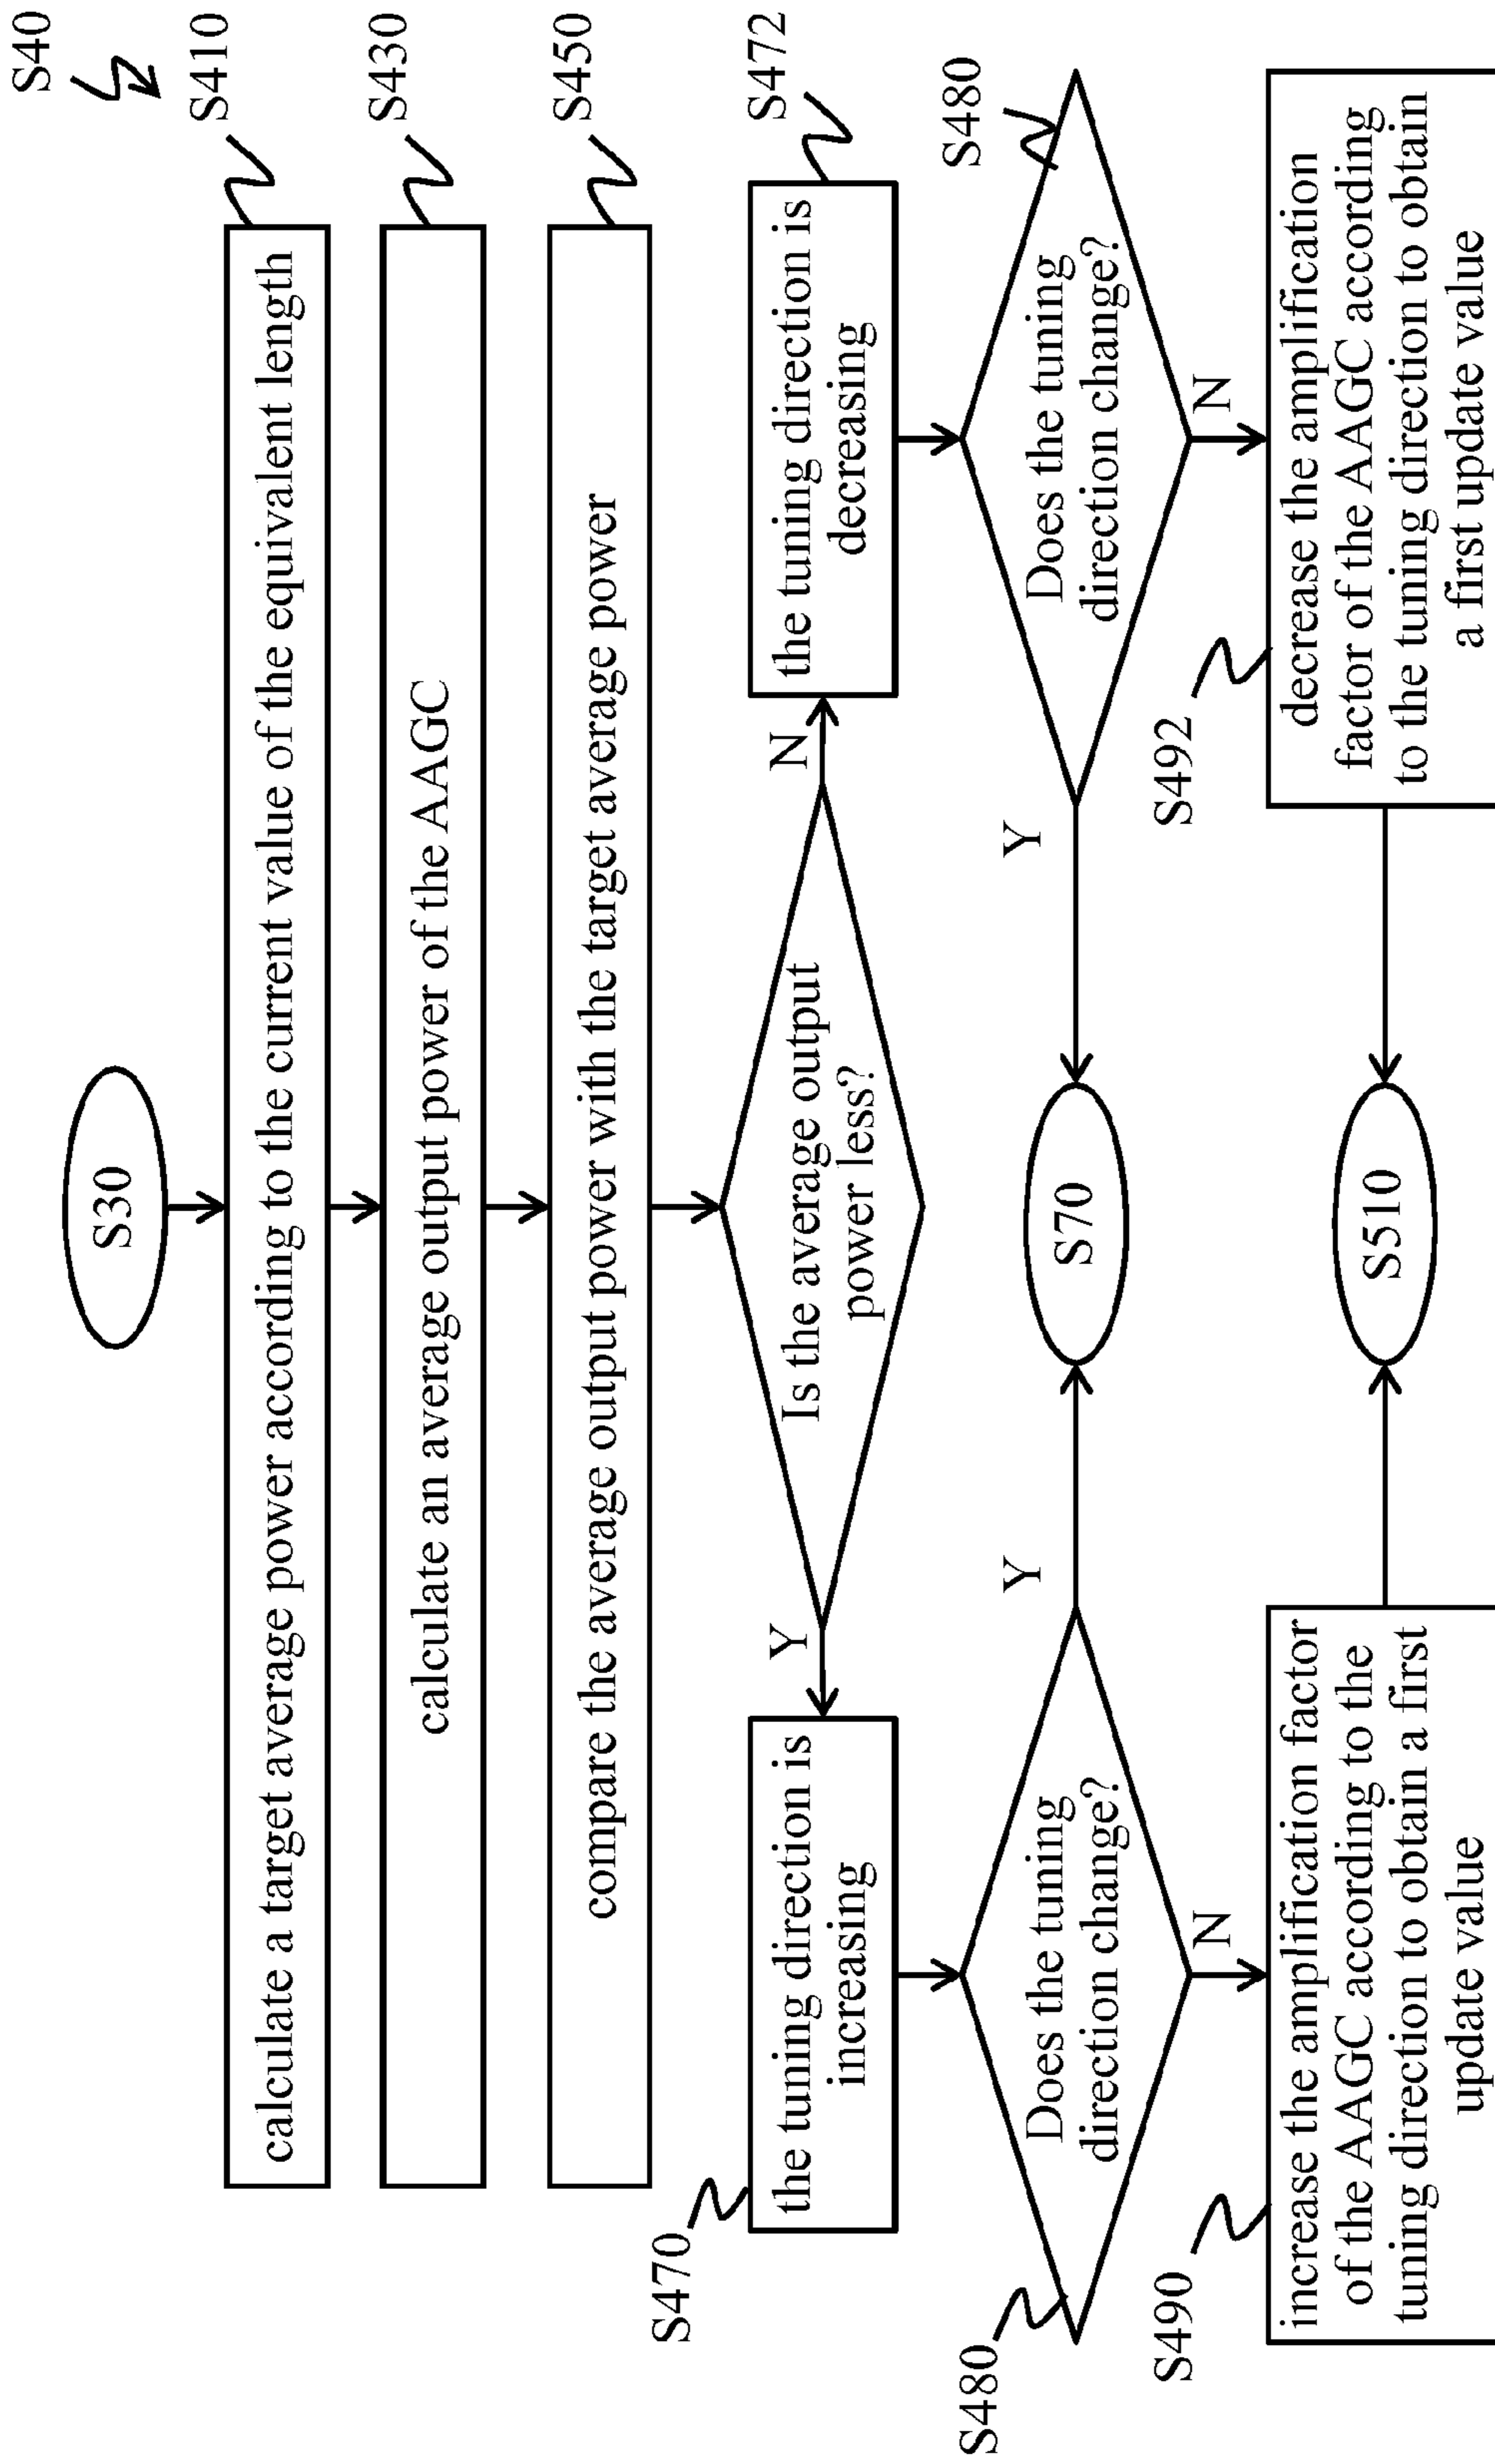 S40
S30
S410
calculate a target average power according to the current value of the equivalent length
S430
calculate an average output power of the AAGC
S450
compare the average output power with the target average power
Is the average output
power less?
Y
N
S470
the tuning direction is
increasing
S472
the tuning direction is
decreasing
S480
Does the tuning
direction change?
Y
N
S480
Does the tuning
direction change?
Y
N
S70
S490
increase the amplification factor
of the AAGC according to the
tuning direction to obtain a first
update value
S492
decrease the amplification
factor of the AAGC according
to the tuning direction to obtain
a first update value
S510